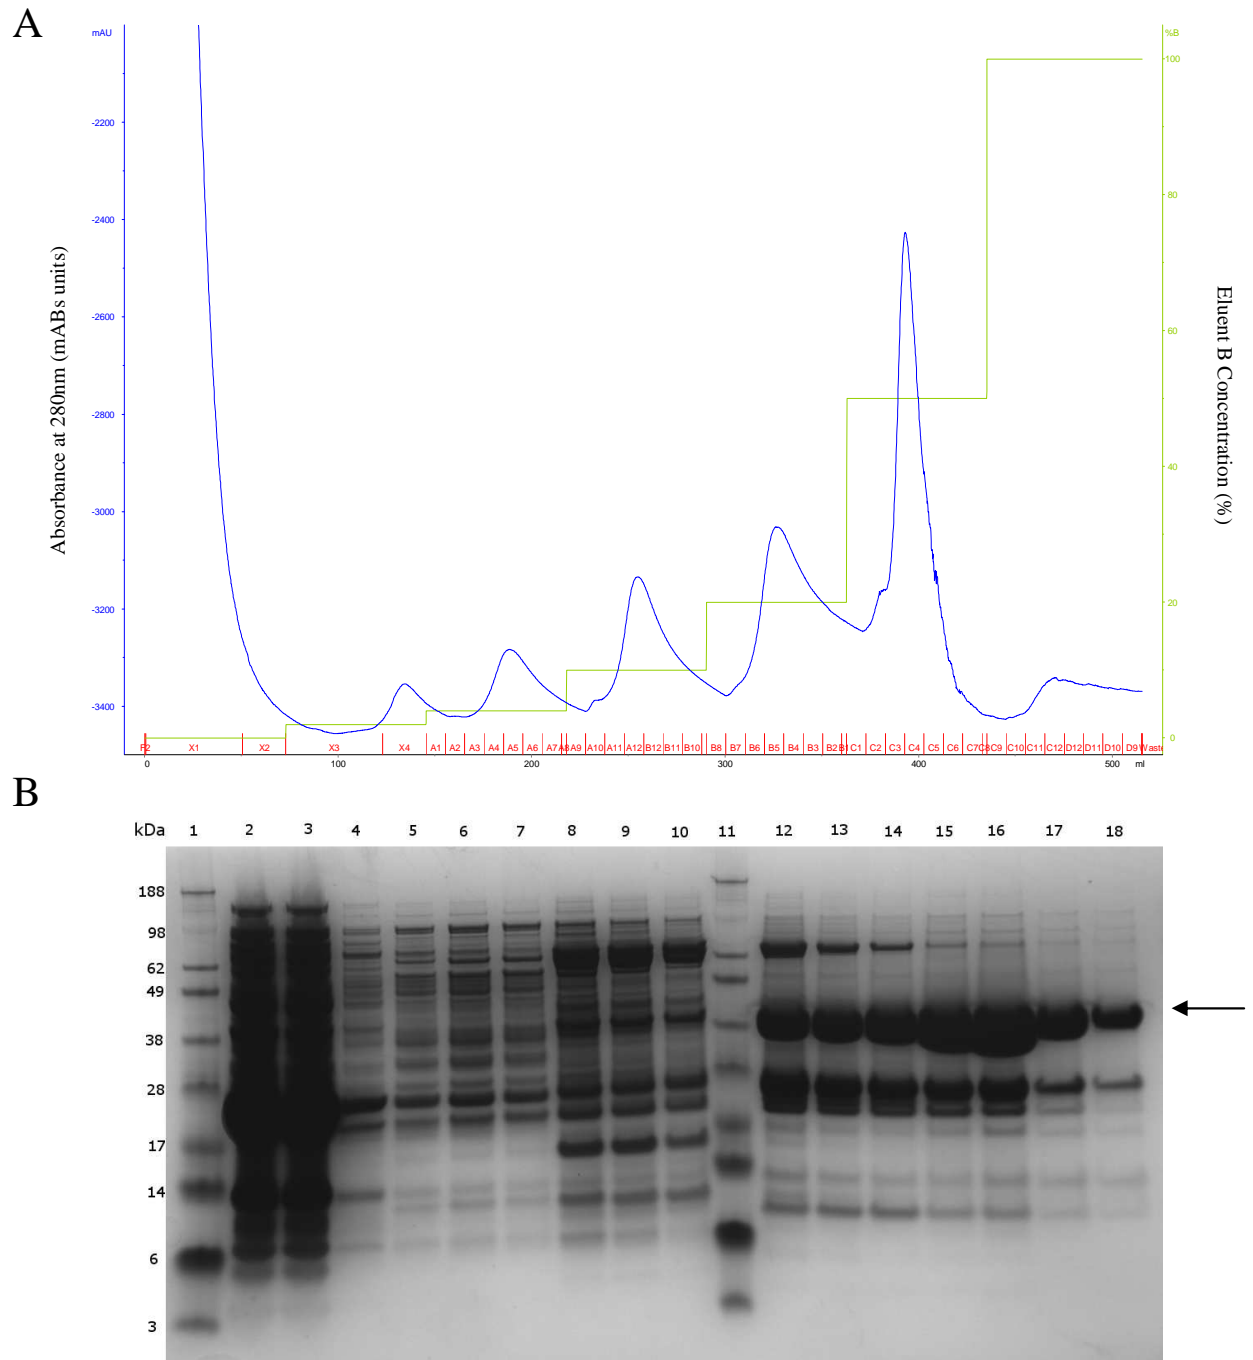 A
mAU
%B
100
-2200
80
-2400
-2600
60
-2800
40
-3000
20
-3200
-3400
0
Absorbance at 280nm (mABs units)
Eluent B Concentration (%)
F2 X1 X2 X3 X4 A1 A2 A3 A4 A5 A6 A7 A8 A9 A10 A11 A12 B12 B11 B10 B8 B7 B6 B5 B4 B3 B2 B1 C1 C2 C3 C4 C5 C6 C7 C8 C9 C10 C11 C12 D12 D11 D10 D9 Waste
0 100 200 300 400 500 ml
B
kDa 1 2 3 4 5 6 7 8 9 10 11 12 13 14 15 16 17 18
188
98
62
49
38
28
17
14
6
3